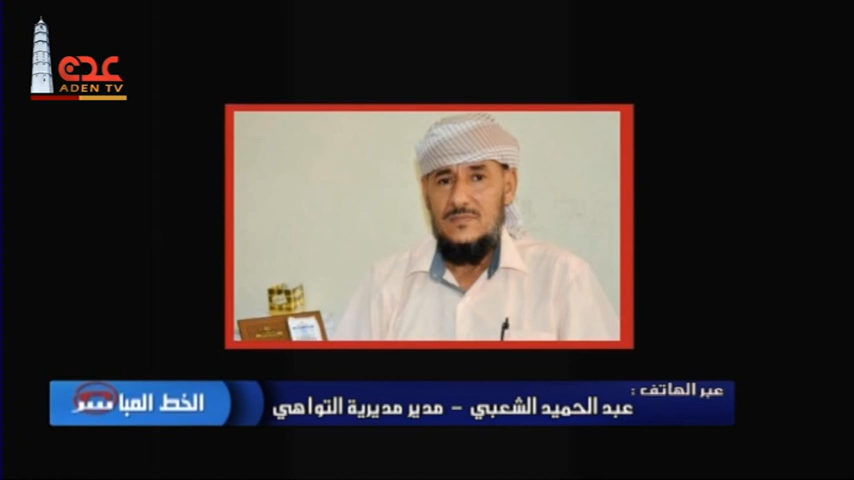 عدن
ADEN TV
عبر الهاتف :
عبد الحميد الشعبي - مدير مديرية التواهي
الخط المباشر